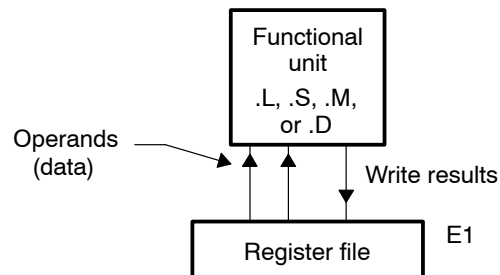 Functional
unit
.L, .S, .M,
or .D
Operands
(data)
Write results
E1
Register file